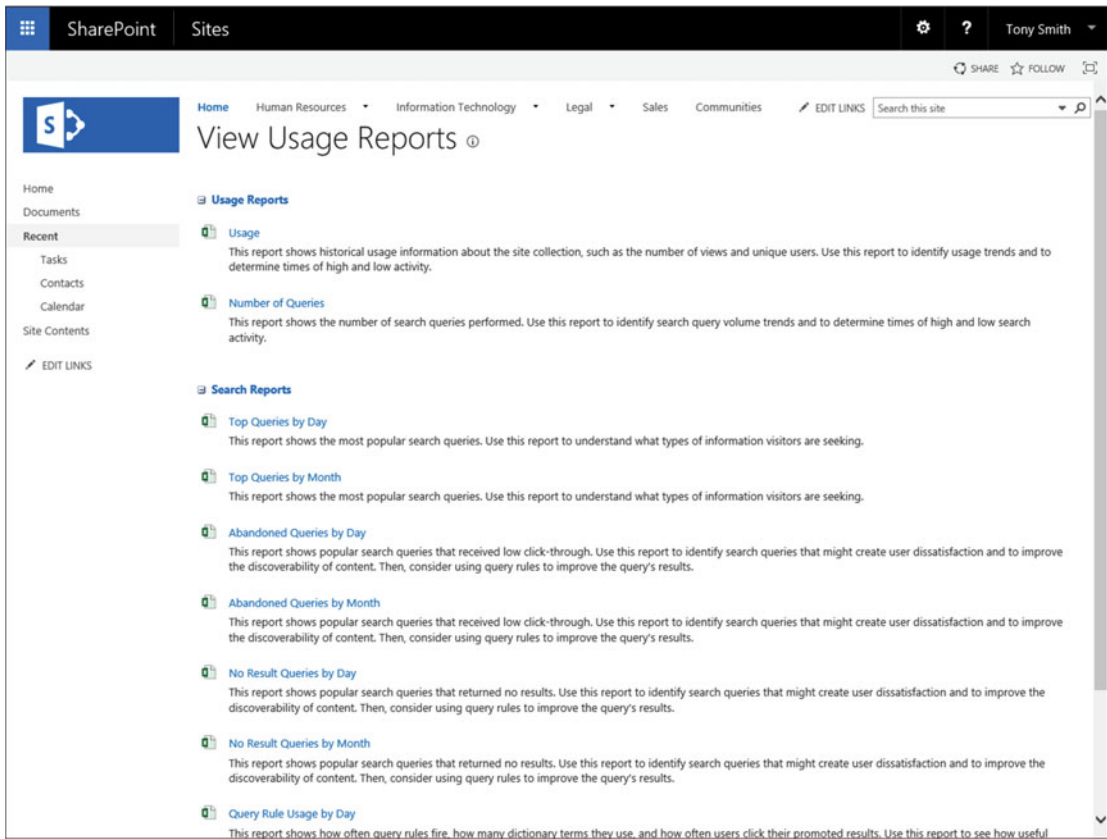 SharePoint Sites ? Tony Smith
SHARE FOLLOW
S
Home Human Resources Information Technology Legal Sales Communities EDIT LINKS Search this site
View Usage Reports
Home
Documents
Recent
Tasks
Contacts
Calendar
Site Contents
EDIT LINKS
Usage Reports
Usage
This report shows historical usage information about the site collection, such as the number of views and unique users. Use this report to identify usage trends and to
determine times of high and low activity.
Number of Queries
This report shows the number of search queries performed. Use this report to identify search query volume trends and to determine times of high and low search
activity.
Search Reports
Top Queries by Day
This report shows the most popular search queries. Use this report to understand what types of information visitors are seeking.
Top Queries by Month
This report shows the most popular search queries. Use this report to understand what types of information visitors are seeking.
Abandoned Queries by Day
This report shows popular search queries that received low click-through. Use this report to identify search queries that might create user dissatisfaction and to improve
the discoverability of content. Then, consider using query rules to improve the query's results.
Abandoned Queries by Month
This report shows popular search queries that received low click-through. Use this report to identify search queries that might create user dissatisfaction and to improve
the discoverability of content. Then, consider using query rules to improve the query's results.
No Result Queries by Day
This report shows popular search queries that returned no results. Use this report to identify search queries that might create user dissatisfaction and to improve the
discoverability of content. Then, consider using query rules to improve the query's results.
No Result Queries by Month
This report shows popular search queries that returned no results. Use this report to identify search queries that might create user dissatisfaction and to improve the
discoverability of content. Then, consider using query rules to improve the query's results.
Query Rule Usage by Day
This report shows how often query rules fire, how many dictionary terms they use, and how often users click their promoted results. Use this report to see how useful